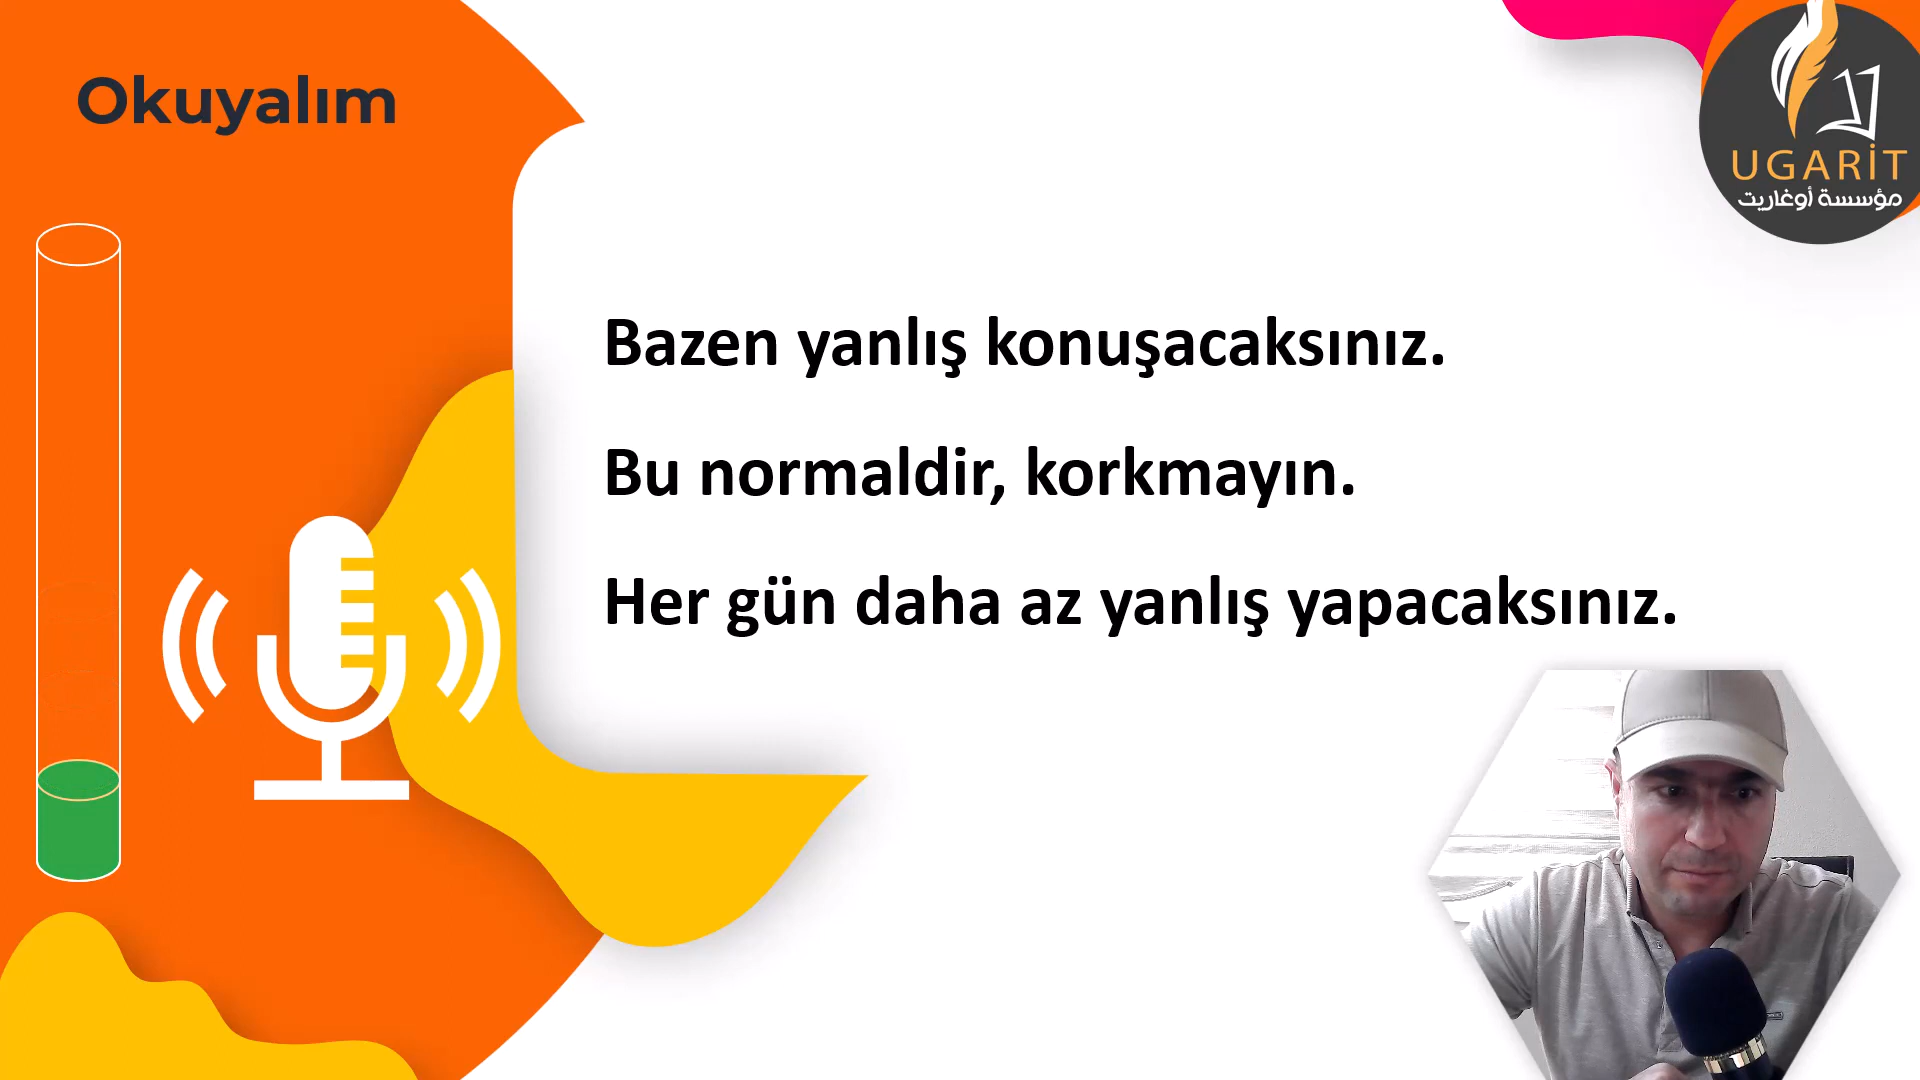 Okuyalım
UGARİT
مؤسسة أوغاريت
Bazen yanlış konuşacaksınız.
Bu normaldir, korkmayın.
Her gün daha az yanlış yapacaksınız.